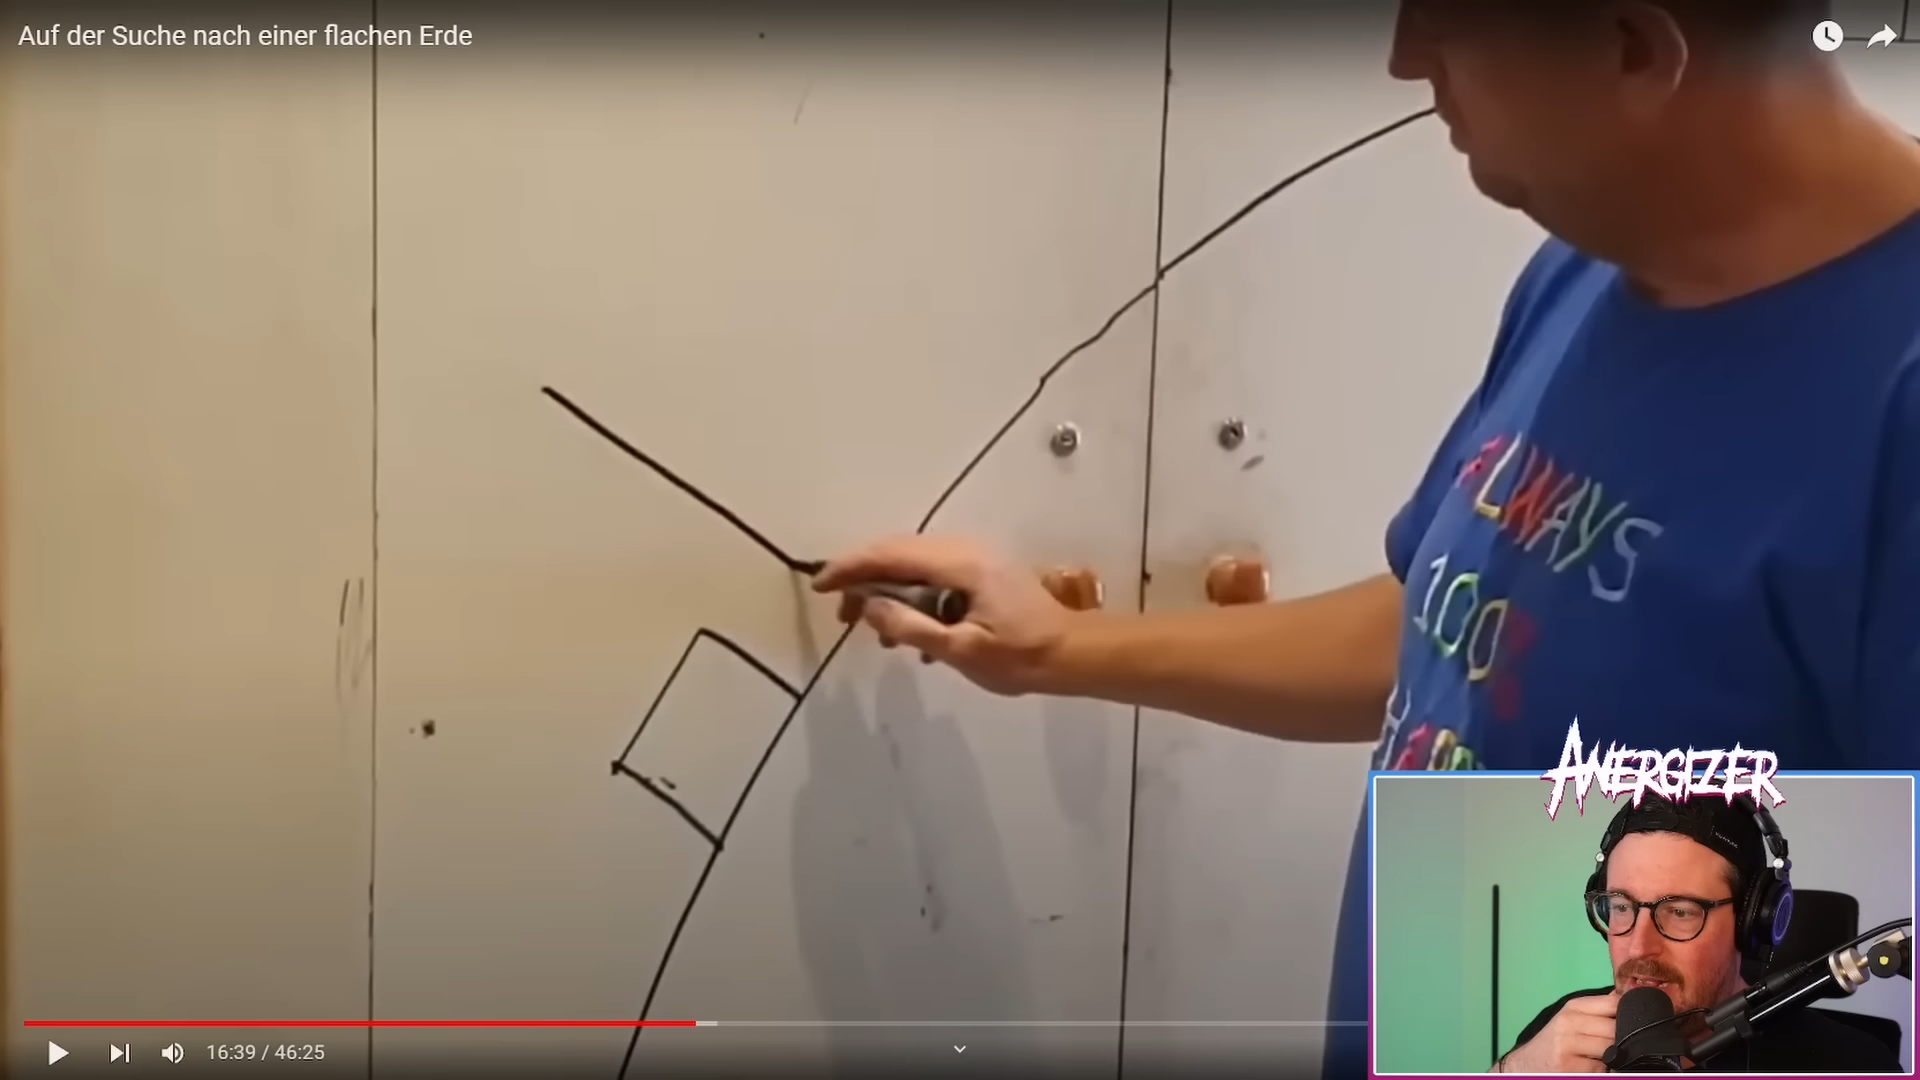 Auf der Suche nach einer flachen Erde
ALWAYS
100%
ANERGIZER
16:39 / 46:25